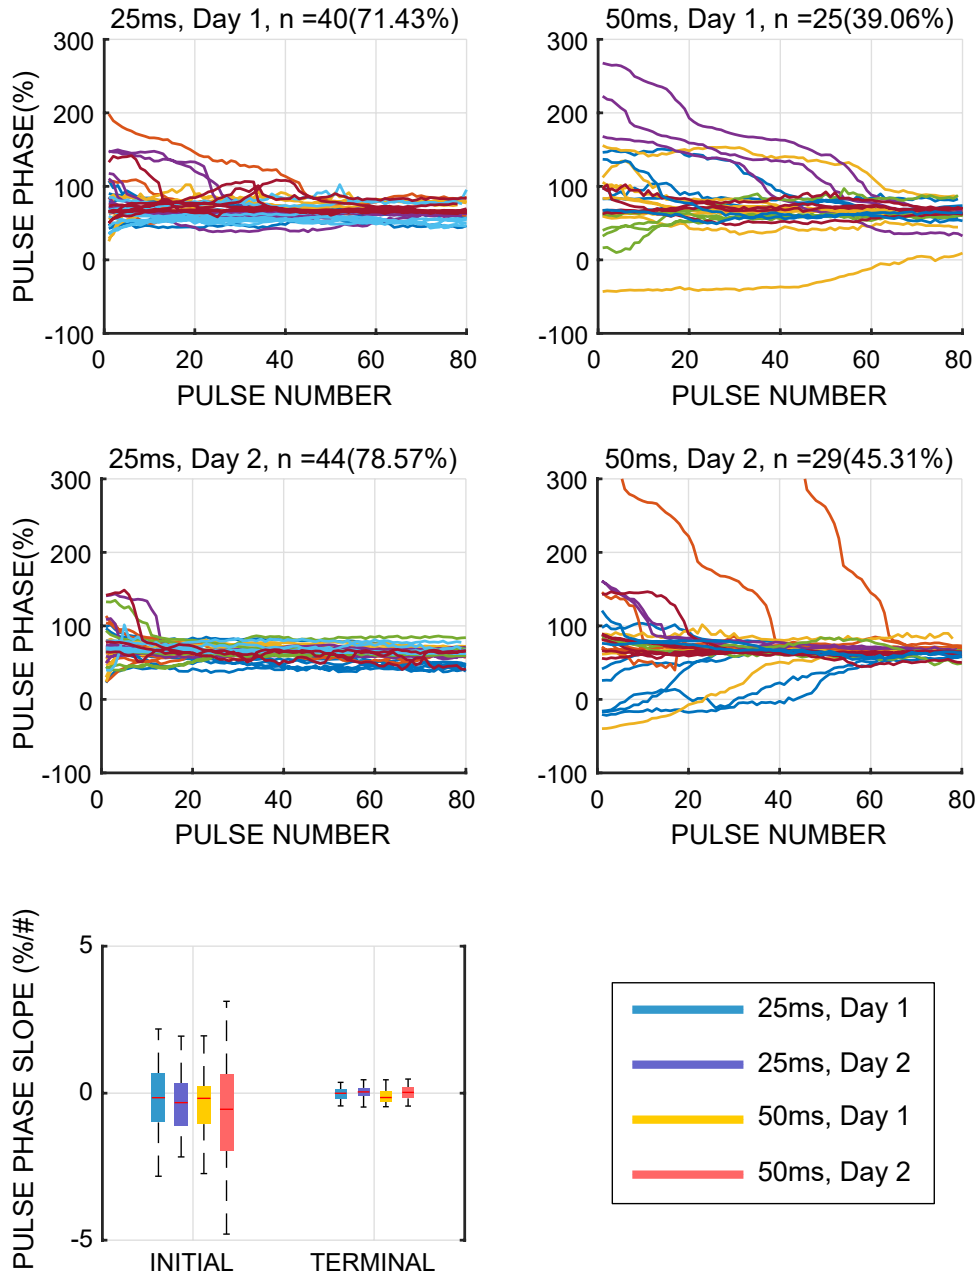 25ms, Day 1, n =40(71.43%)
300
200
100
0
-100
PULSE PHASE(%)
0 20 40 60 80
PULSE NUMBER
50ms, Day 1, n =25(39.06%)
300
200
100
0
-100
0 20 40 60 80
PULSE NUMBER
25ms, Day 2, n =44(78.57%)
300
200
100
0
-100
PULSE PHASE(%)
0 20 40 60 80
PULSE NUMBER
50ms, Day 2, n =29(45.31%)
300
200
100
0
-100
0 20 40 60 80
PULSE NUMBER
PULSE PHASE SLOPE (%/#)
5
0
-5
INITIAL TERMINAL
25ms, Day 1
25ms, Day 2
50ms, Day 1
50ms, Day 2